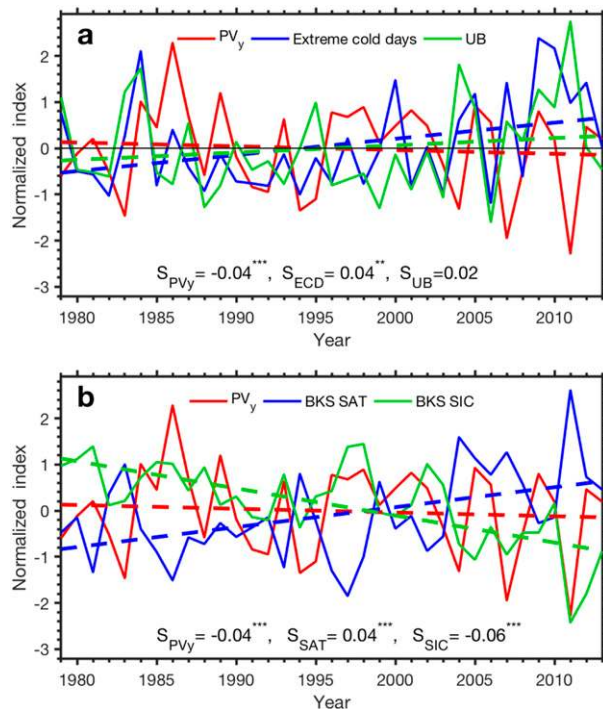 a
PVy Extreme cold days UB
Normalized index
2
1
0
-1
-2
-3
SPVy= -0.04***, SECD= 0.04**, SUB=0.02
1980 1985 1990 1995 2000 2005 2010
Year
b
PVy BKS SAT BKS SIC
Normalized index
2
1
0
-1
-2
-3
SPVy= -0.04***, SSAT= 0.04***, SSIC= -0.06***
1980 1985 1990 1995 2000 2005 2010
Year